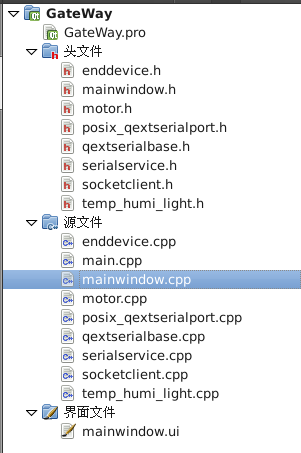 GateWay
GateWay.pro
头文件
enddevice.h
mainwindow.h
motor.h
posix_qextserialport.h
qextserialbase.h
serialservice.h
socketclient.h
temp_humi_light.h
源文件
enddevice.cpp
main.cpp
mainwindow.cpp
motor.cpp
posix_qextserialport.cpp
qextserialbase.cpp
serialservice.cpp
socketclient.cpp
temp_humi_light.cpp
界面文件
mainwindow.ui